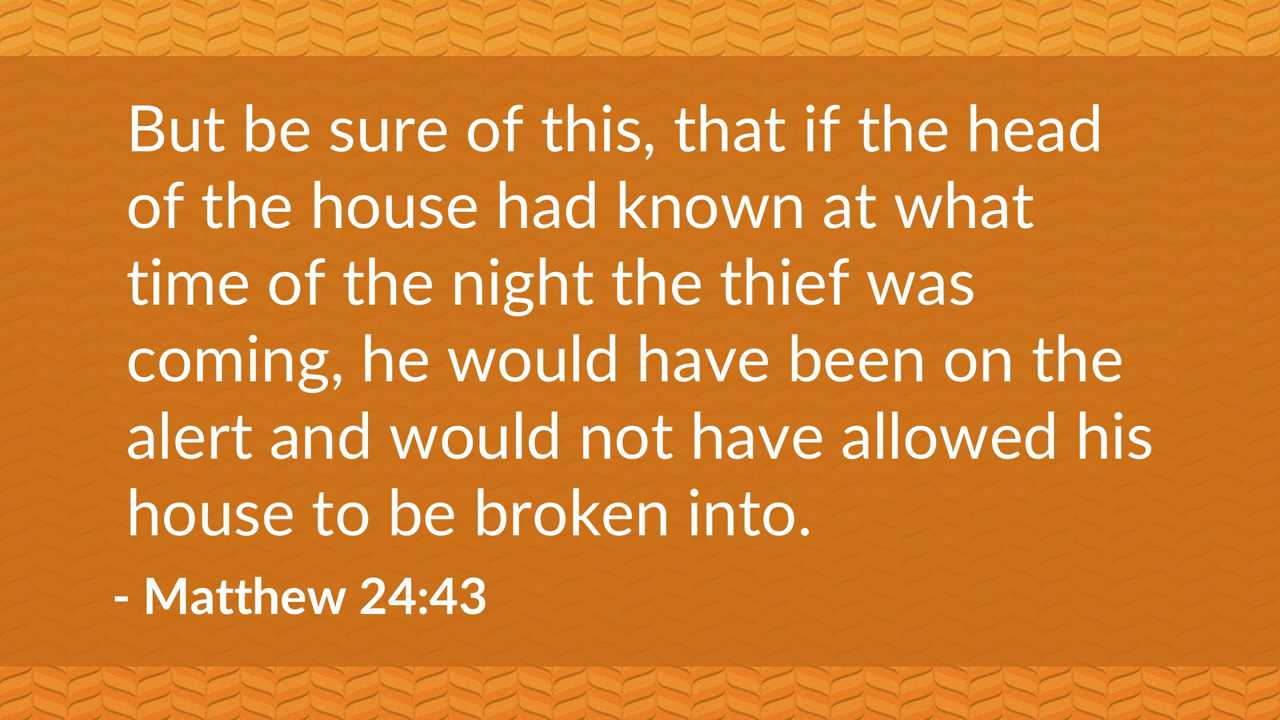 But be sure of this, that if the head
of the house had known at what
time of the night the thief was
coming, he would have been on the
alert and would not have allowed his
house to be broken into.
- Matthew 24:43